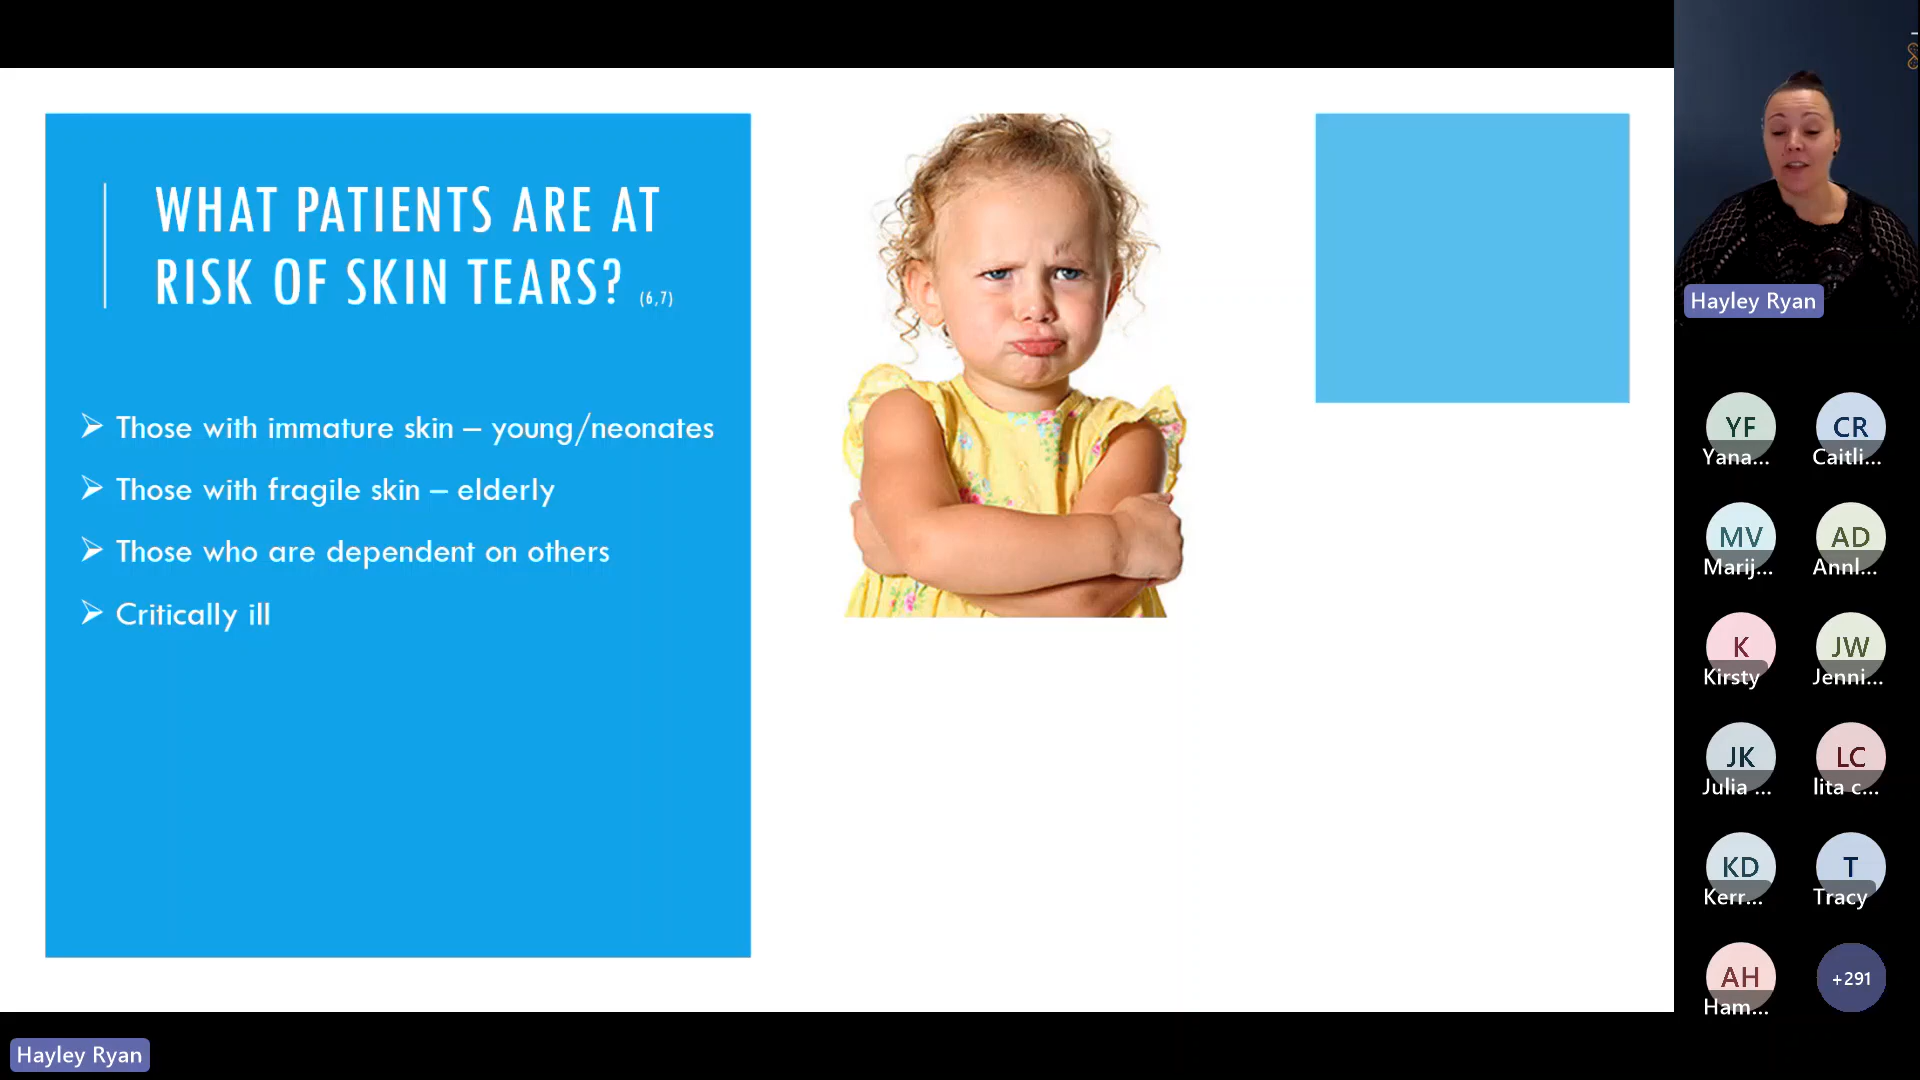 WHAT PATIENTS ARE AT
RISK OF SKIN TEARS? (6,7)
➢ Those with immature skin – young/neonates
➢ Those with fragile skin – elderly
➢ Those who are dependent on others
➢ Critically ill
Hayley Ryan
YF
Yana...
CR
Caitli...
MV
Marij...
AD
Annl...
K
Kirsty
JW
Jenni...
JK
Julia ...
LC
lita c...
KD
Kerr...
T
Tracy
AH
Ham...
+291
Hayley Ryan